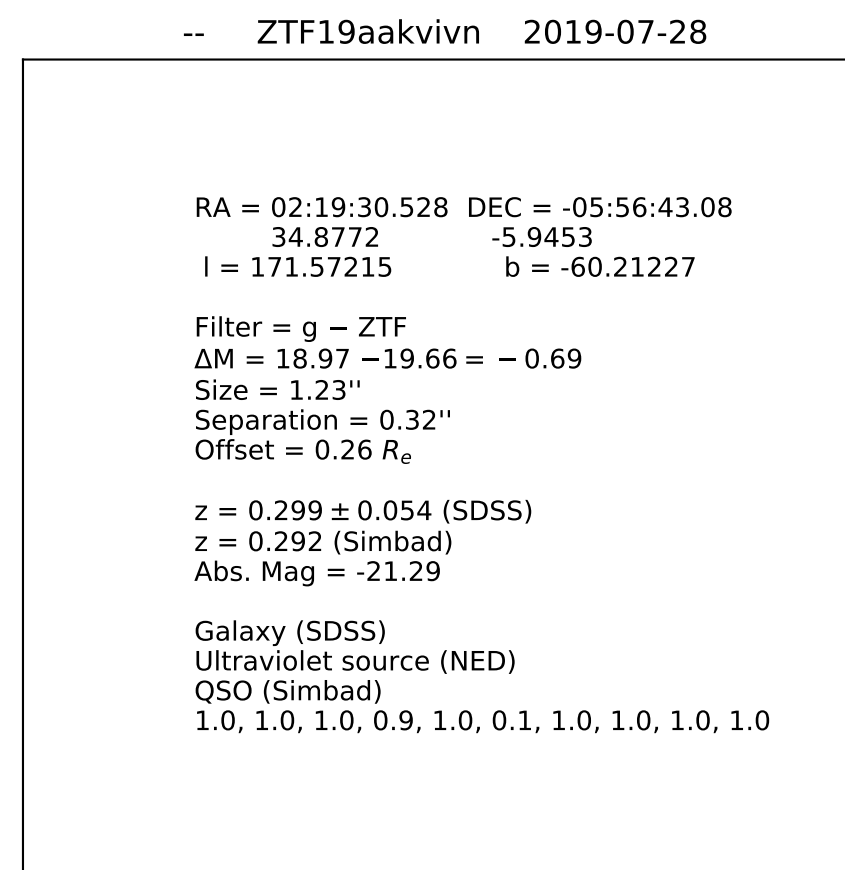 -- ZTF19aakvivn 2019-07-28
RA = 02:19:30.528 DEC = -05:56:43.08
34.8772 -5.9453
l = 171.57215 b = -60.21227
Filter = g − ZTF
ΔM = 18.97 −19.66 = − 0.69
Size = 1.23''
Separation = 0.32''
Offset = 0.26 Re
z = 0.299 ± 0.054 (SDSS)
z = 0.292 (Simbad)
Abs. Mag = -21.29
Galaxy (SDSS)
Ultraviolet source (NED)
QSO (Simbad)
1.0, 1.0, 1.0, 0.9, 1.0, 0.1, 1.0, 1.0, 1.0, 1.0